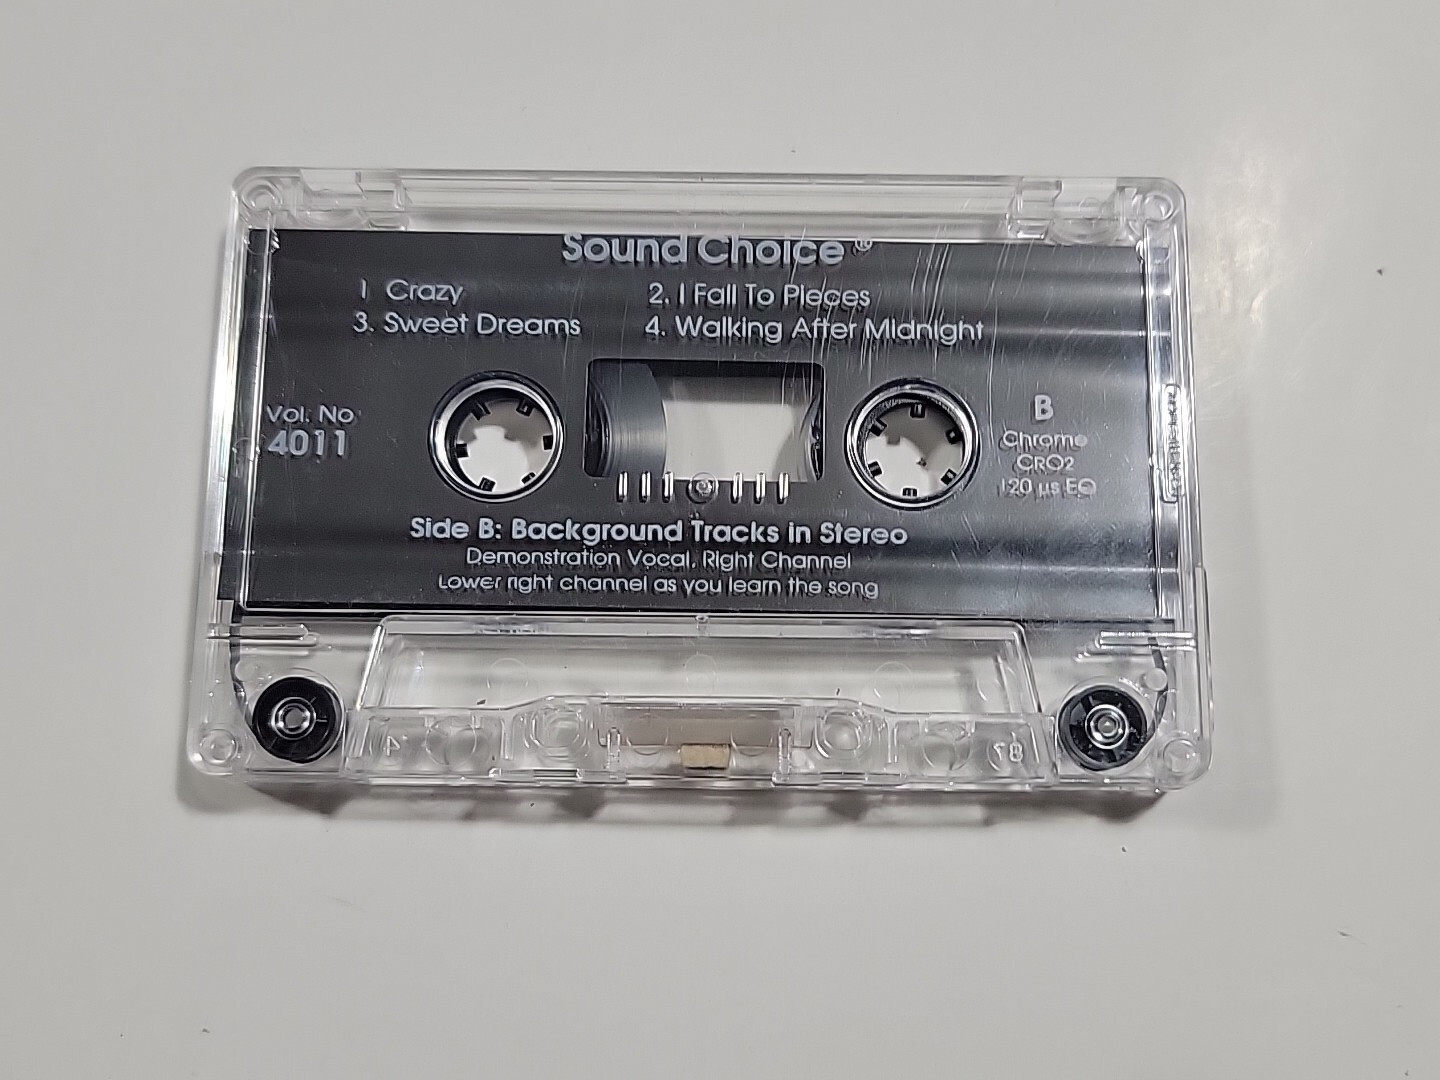 Sound Choice ®
1 Crazy
2. I Fall To Pieces
3. Sweet Dreams
4. Walking After Midnight
Vol. No
4011
B
Chrome
CRO2
120 µs EQ
Side B: Background Tracks in Stereo
Demonstration Vocal, Right Channel
Lower right channel as you learn the song